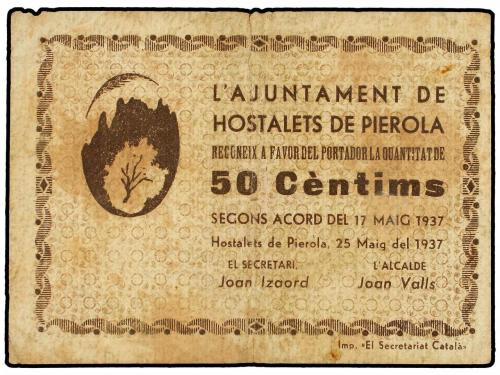 L'AJUNTAMENT DE
HOSTALETS DE PIEROLA
RECONEIX A FAVOR DEL PORTADOR LA QUANTITAT DE
50 Cèntims
SEGONS ACORD DEL 17 MAIG 1937
Hostalets de Pierola, 25 Maig del 1937
EL SECRETARI, L'ALCALDE
Joan Izaord Joan Valls
Imp. «El Secretariat Català»